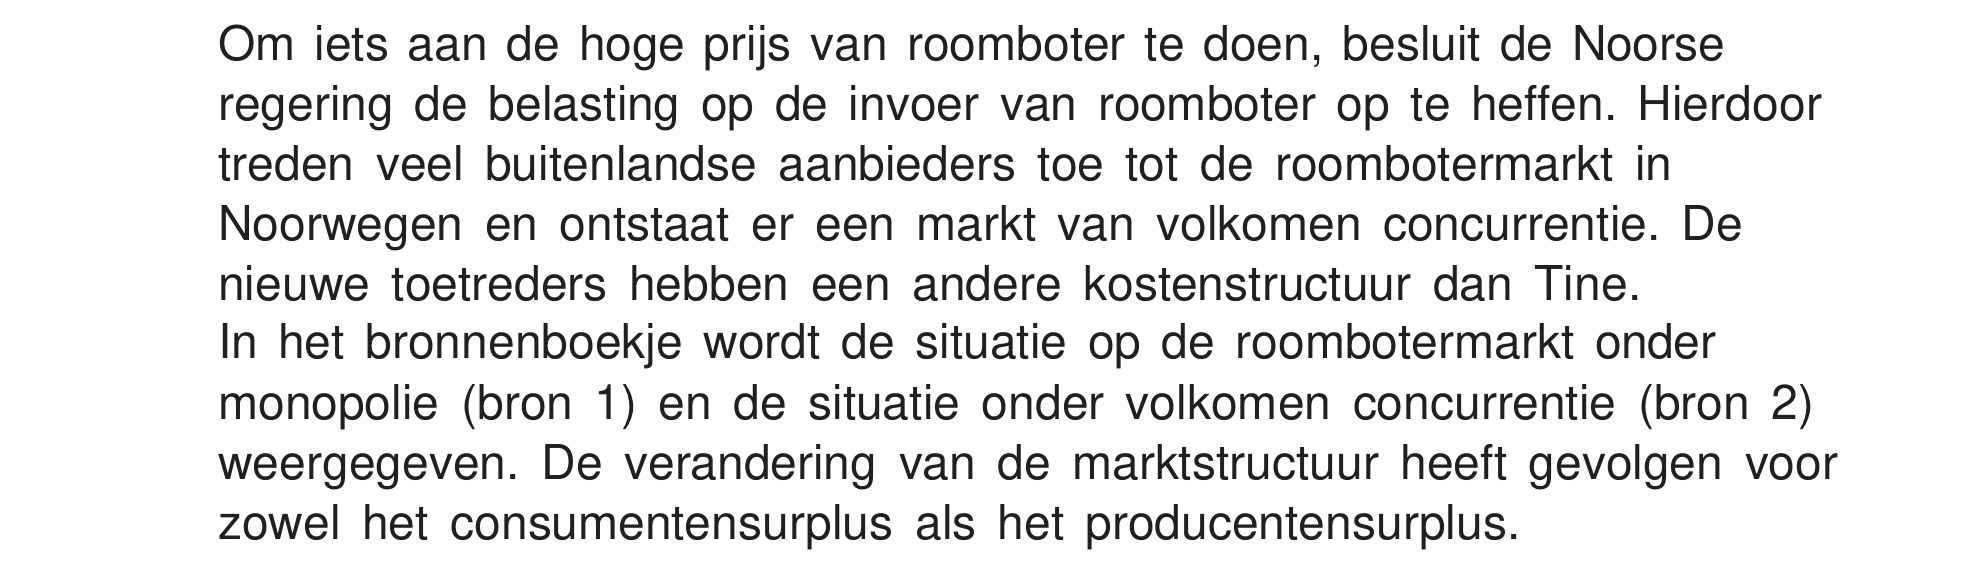 Om iets aan de hoge prijs van roomboter te doen, besluit de Noorse
regering de belasting op de invoer van roomboter op te heffen. Hierdoor
treden veel buitenlandse aanbieders toe tot de roombotermarkt in
Noorwegen en ontstaat er een markt van volkomen concurrentie. De
nieuwe toetreders hebben een andere kostenstructuur dan Tine.
In het bronnenboekje wordt de situatie op de roombotermarkt onder
monopolie (bron 1) en de situatie onder volkomen concurrentie (bron 2)
weergegeven. De verandering van de marktstructuur heeft gevolgen voor
zowel het consumentensurplus als het producentensurplus.